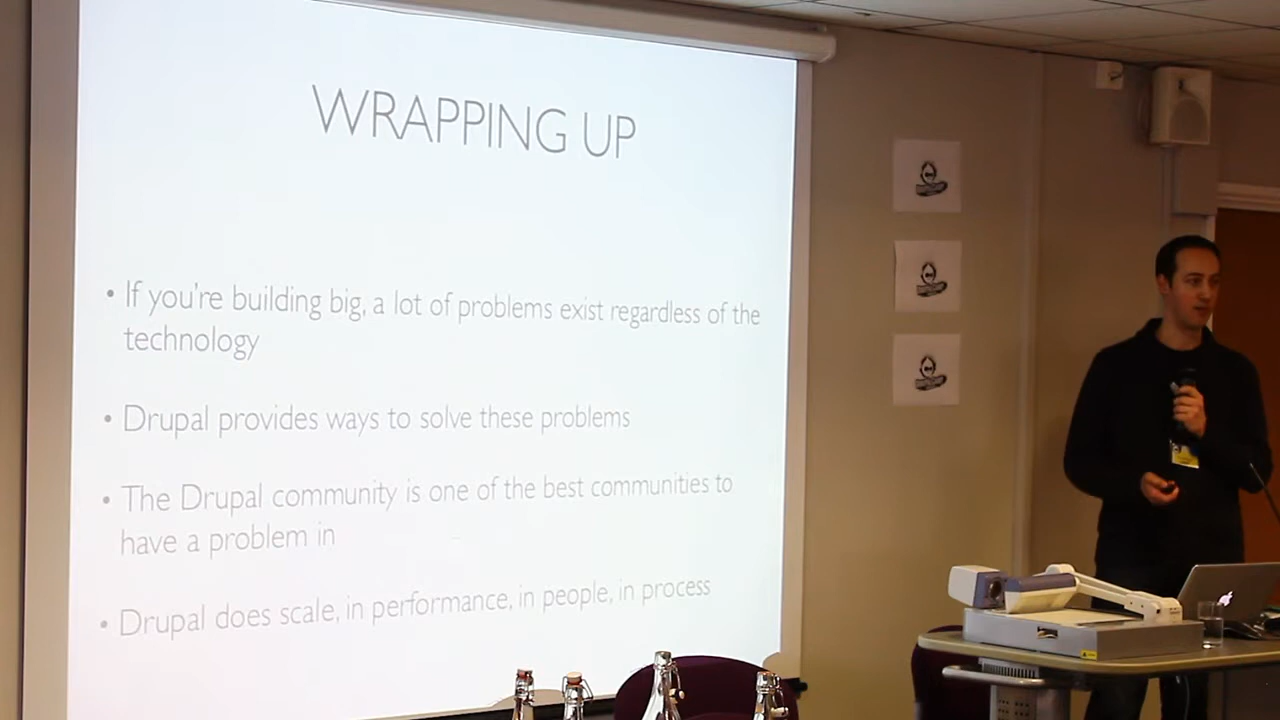 WRAPPING UP
• If you're building big, a lot of problems exist regardless of the
technology
• Drupal provides ways to solve these problems
• The Drupal community is one of the best communities to
have a problem in
• Drupal does scale, in performance, in people, in process